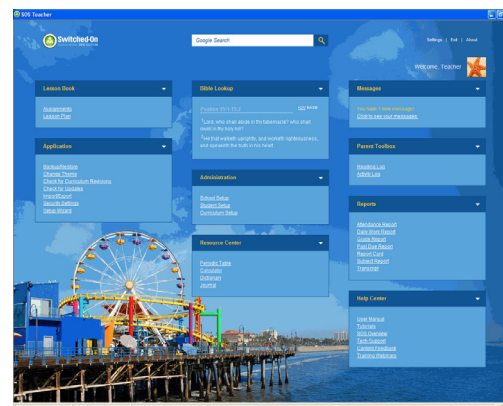 SOS Teacher
Switched-On
Google Search
Settings | Exit | About
Welcome, Teacher
Lesson Book
Assignments
Lesson Plan
Application
Backup/Restore
Change Theme
Check for Curriculum Revisions
Check for Updates
Import/Export
Security Settings
Setup Wizard
Bible Lookup
Psalms 15:1-15:2
¹Lord, who shall abide in thy tabernacle? who shall
dwell in thy holy hill?
²He that walketh uprightly, and worketh righteousness,
and speaketh the truth in his heart.
Administration
School Setup
Student Setup
Curriculum Setup
Resource Center
Periodic Table
Calculator
Dictionary
Journal
Messages
You have 1 new message!
Click to see your messages.
Parent Toolbox
Reading Log
Activity Log
Reports
Attendance Report
Daily Work Report
Grade Report
Past Due Report
Report Card
Subject Report
Transcript
Help Center
User Manual
Tutorials
SOS Overview
Tech Support
Content Feedback
Training Webinars